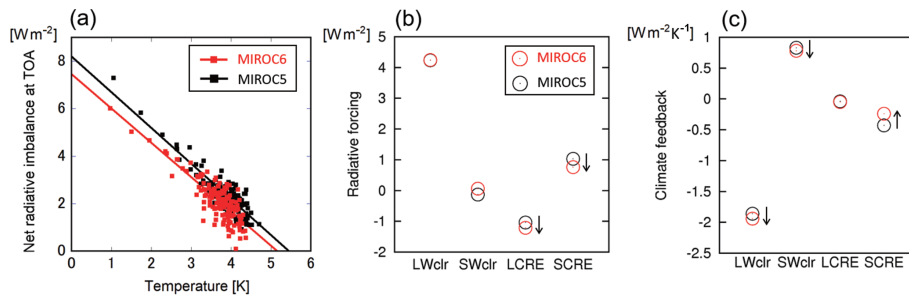 (a)
[Wm⁻²]
Net radiative imbalance at TOA
8
6
4
2
0
MIROC6
MIROC5
0 1 2 3 4 5 6
Temperature [K]
(b)
[Wm⁻²]
Radiative forcing
5
4
3
2
1
0
-1
-2
MIROC6
MIROC5
LWclr SWclr LCRE SCRE
(c)
[Wm⁻²K⁻¹]
Climate feedback
1
0.5
0
-0.5
-1
-1.5
-2
-2.5
LWclr SWclr LCRE SCRE